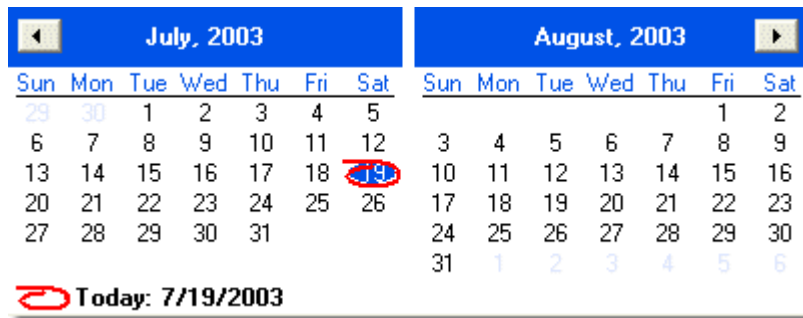 July, 2003
Sun Mon Tue Wed Thu Fri Sat
29 30 1 2 3 4 5
6 7 8 9 10 11 12
13 14 15 16 17 18 19
20 21 22 23 24 25 26
27 28 29 30 31
August, 2003
Sun Mon Tue Wed Thu Fri Sat
1 2
3 4 5 6 7 8 9
10 11 12 13 14 15 16
17 18 19 20 21 22 23
24 25 26 27 28 29 30
31 1 2 3 4 5 6
Today: 7/19/2003